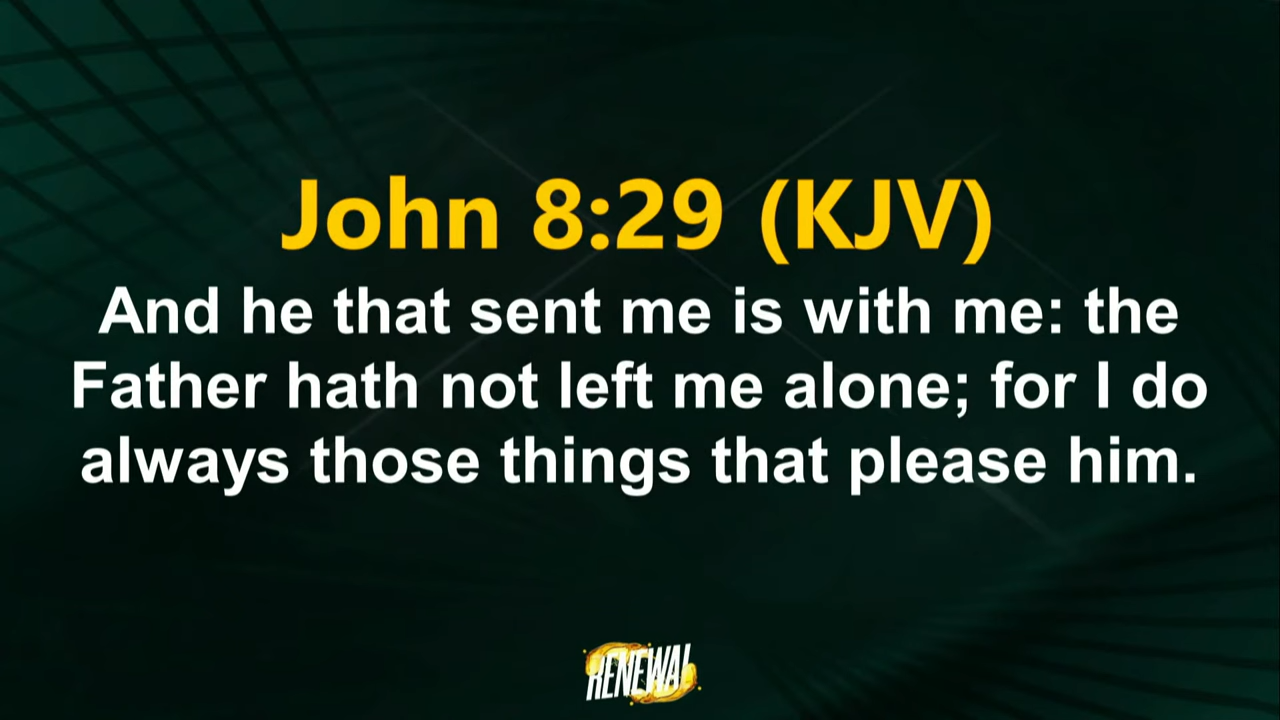 John 8:29 (KJV)
And he that sent me is with me: the
Father hath not left me alone; for I do
always those things that please him.
RENEWAL